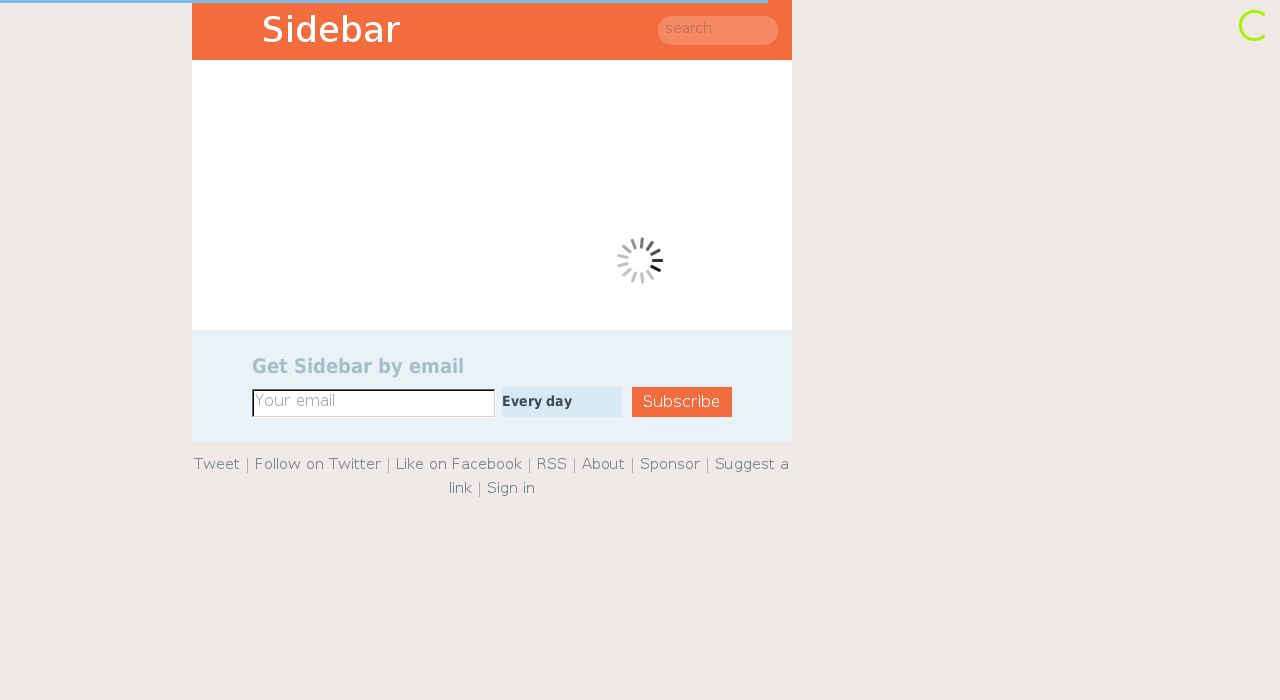 Sidebar
search
Get Sidebar by email
Your email
Every day
Subscribe
Tweet | Follow on Twitter | Like on Facebook | RSS | About | Sponsor | Suggest a
link | Sign in